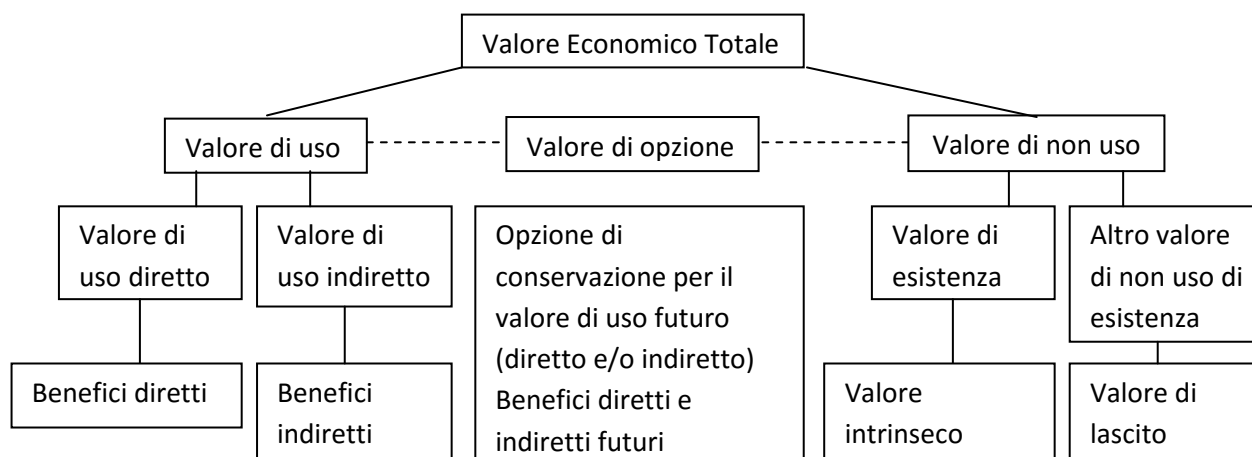 Valore Economico Totale
Valore di uso
Valore di opzione
Valore di non uso
Valore di
uso diretto
Valore di
uso indiretto
Opzione di
conservazione per il
valore di uso futuro
(diretto e/o indiretto)
Benefici diretti e
indiretti futuri
Valore di
esistenza
Altro valore
di non uso di
esistenza
Benefici diretti
Benefici
indiretti
Valore
intrinseco
Valore di
lascito